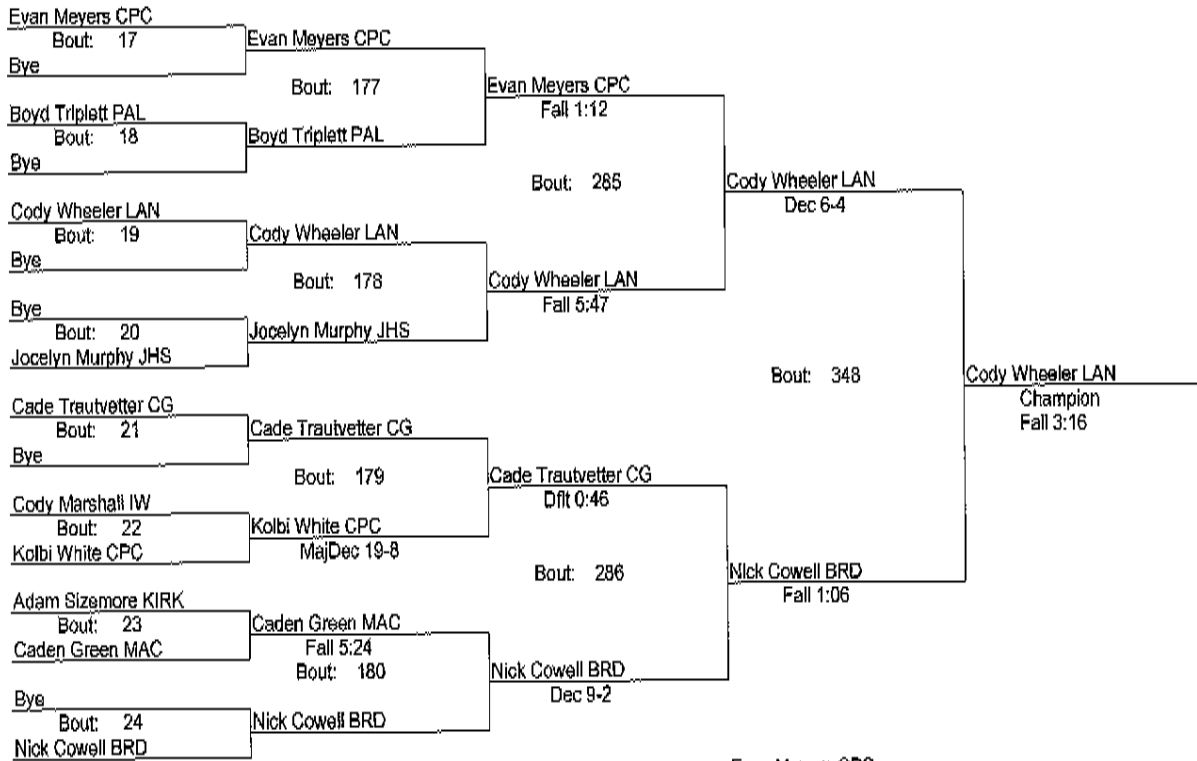 Evan Meyers CPC
Bout: 17
Bye
Evan Meyers CPC
Bout: 177
Boyd Triplett PAL
Bout: 18
Bye
Boyd Triplett PAL
Evan Meyers CPC
Fall 1:12
Bout: 285
Cody Wheeler LAN
Bout: 19
Bye
Cody Wheeler LAN
Bout: 178
Bye
Bout: 20
Jocelyn Murphy JHS
Jocelyn Murphy JHS
Cody Wheeler LAN
Fall 5:47
Cody Wheeler LAN
Dec 6-4
Bout: 348
Cade Trautvetter CG
Bout: 21
Bye
Cade Trautvetter CG
Bout: 179
Cody Marshall IW
Bout: 22
Kolbi White CPC
Kolbi White CPC
MajDec 19-8
Cade Trautvetter CG
Dflt 0:46
Bout: 286
Adam Sizemore KIRK
Bout: 23
Caden Green MAC
Caden Green MAC
Fall 5:24
Bout: 180
Bye
Bout: 24
Nick Cowell BRD
Nick Cowell BRD
Nick Cowell BRD
Dec 9-2
Nick Cowell BRD
Fall 1:06
Cody Wheeler LAN
Champion
Fall 3:16